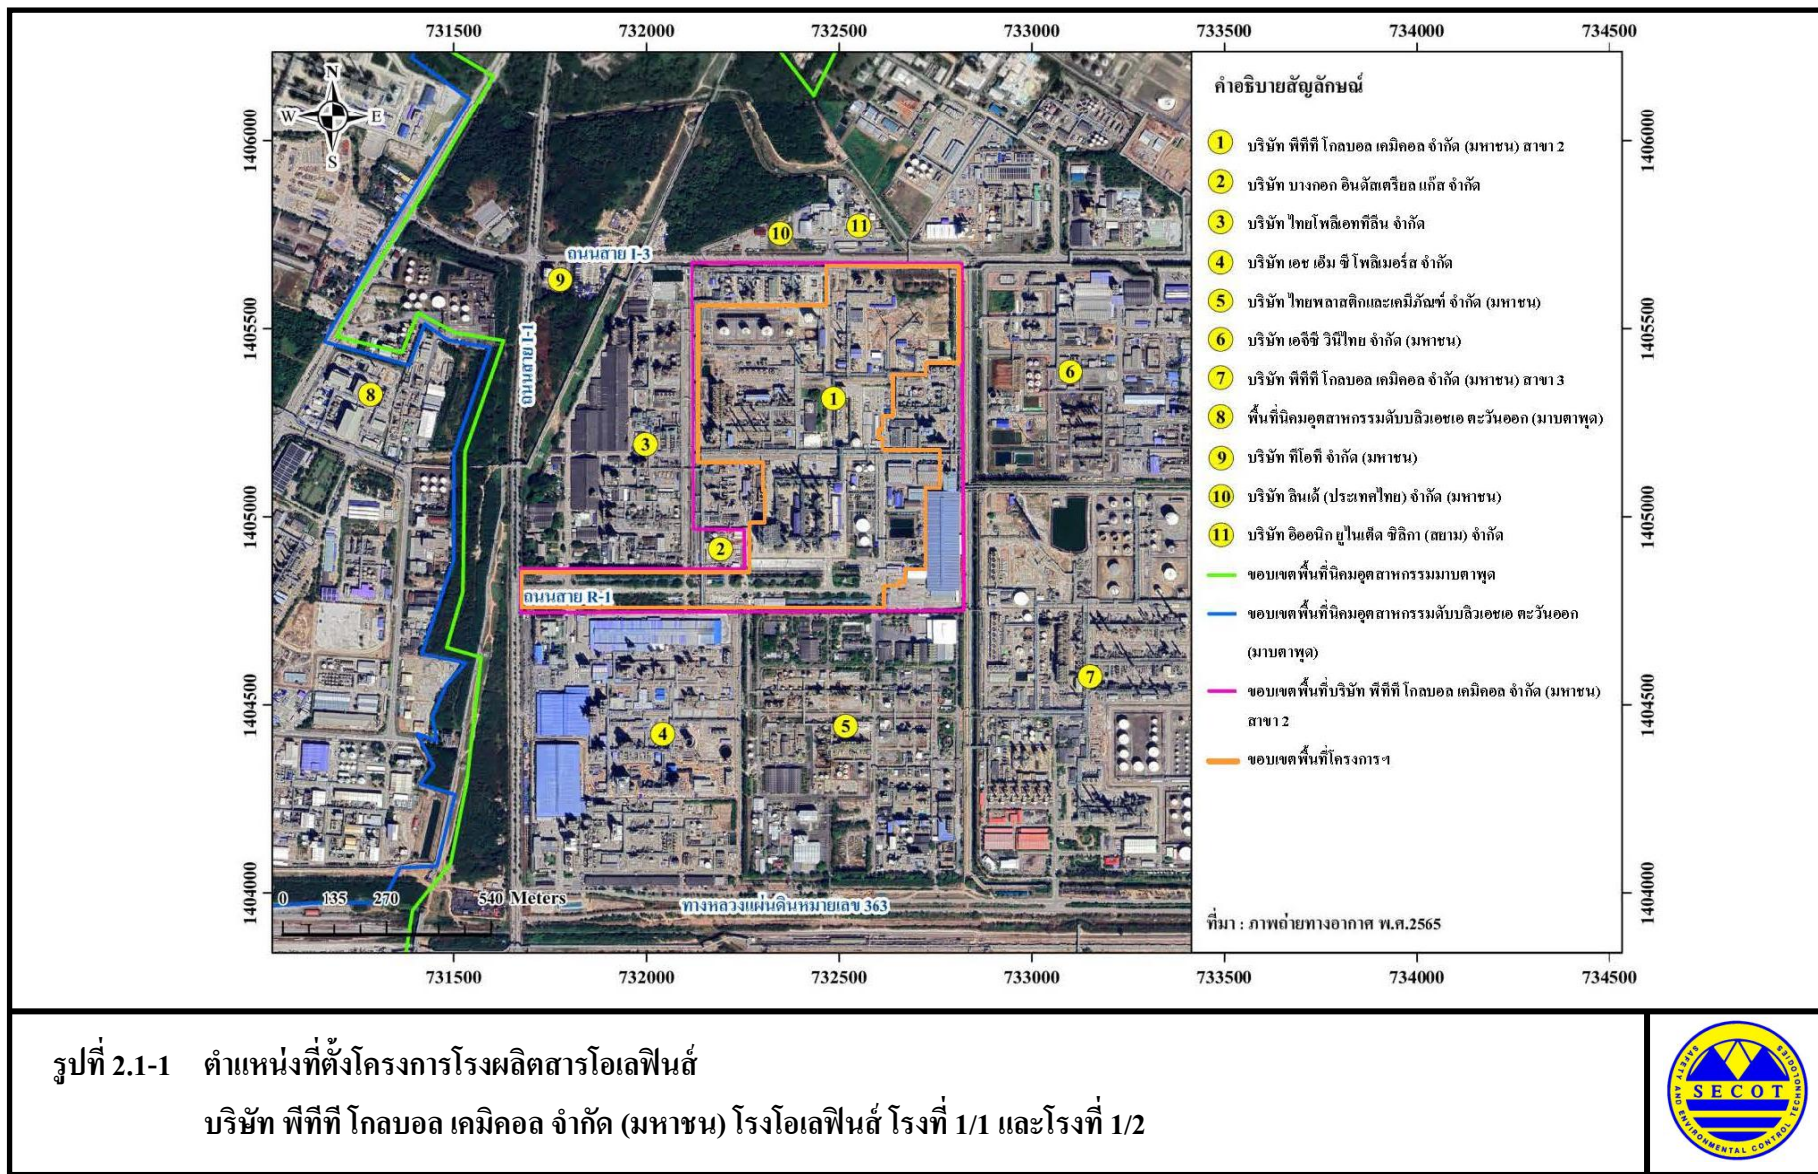 731500 732000 732500 733000 733500 734000 734500
1406000
1405500
1405000
1404500
1404000
1406000
1405500
1405000
1404500
1404000
N
W E
S
10 11
ถนนสาย I-3
9
ถนนสาย I-1
8
6
1
3
2
ถนนสาย R-1
7
4
5
0 135 270 540 Meters
ทางหลวงแผ่นดินหมายเลข 363
731500 732000 732500 733000 733500 734000 734500
คำอธิบายสัญลักษณ์
1 บริษัท พีทีที โกลบอล เคมิคอล จำกัด (มหาชน) สาขา 2
2 บริษัท บางกอก อินดัสเตรียล แก๊ส จำกัด
3 บริษัท ไทยโพลีเอททีลีน จำกัด
4 บริษัท เอช เอ็ม ซี โพลิเมอร์ส จำกัด
5 บริษัท ไทยพลาสติกและเคมีภัณฑ์ จำกัด (มหาชน)
6 บริษัท เอจีซี วินีไทย จำกัด (มหาชน)
7 บริษัท พีทีที โกลบอล เคมิคอล จำกัด (มหาชน) สาขา 3
8 พื้นที่นิคมอุตสาหกรรมดับบลิวเอชเอ ตะวันออก (มาบตาพุด)
9 บริษัท ทีโอที จำกัด (มหาชน)
10 บริษัท ลินเด้ (ประเทศไทย) จำกัด (มหาชน)
11 บริษัท อิออนิก ยูไนเต็ด ซิลิกา (สยาม) จำกัด
ขอบเขตพื้นที่นิคมอุตสาหกรรมมาบตาพุด
ขอบเขตพื้นที่นิคมอุตสาหกรรมดับบลิวเอชเอ ตะวันออก
(มาบตาพุด)
ขอบเขตพื้นที่บริษัท พีทีที โกลบอล เคมิคอล จำกัด (มหาชน)
สาขา 2
ขอบเขตพื้นที่โครงการฯ
ที่มา : ภาพถ่ายทางอากาศ พ.ศ.2565
รูปที่ 2.1-1 ตำแหน่งที่ตั้งโครงการโรงผลิตสารโอเลฟินส์
บริษัท พีทีที โกลบอล เคมิคอล จำกัด (มหาชน) โรงโอเลฟินส์ โรงที่ 1/1 และโรงที่ 1/2
SECOT
SAFETY AND ENVIRONMENTAL CONTROL TECHNOLOGIES